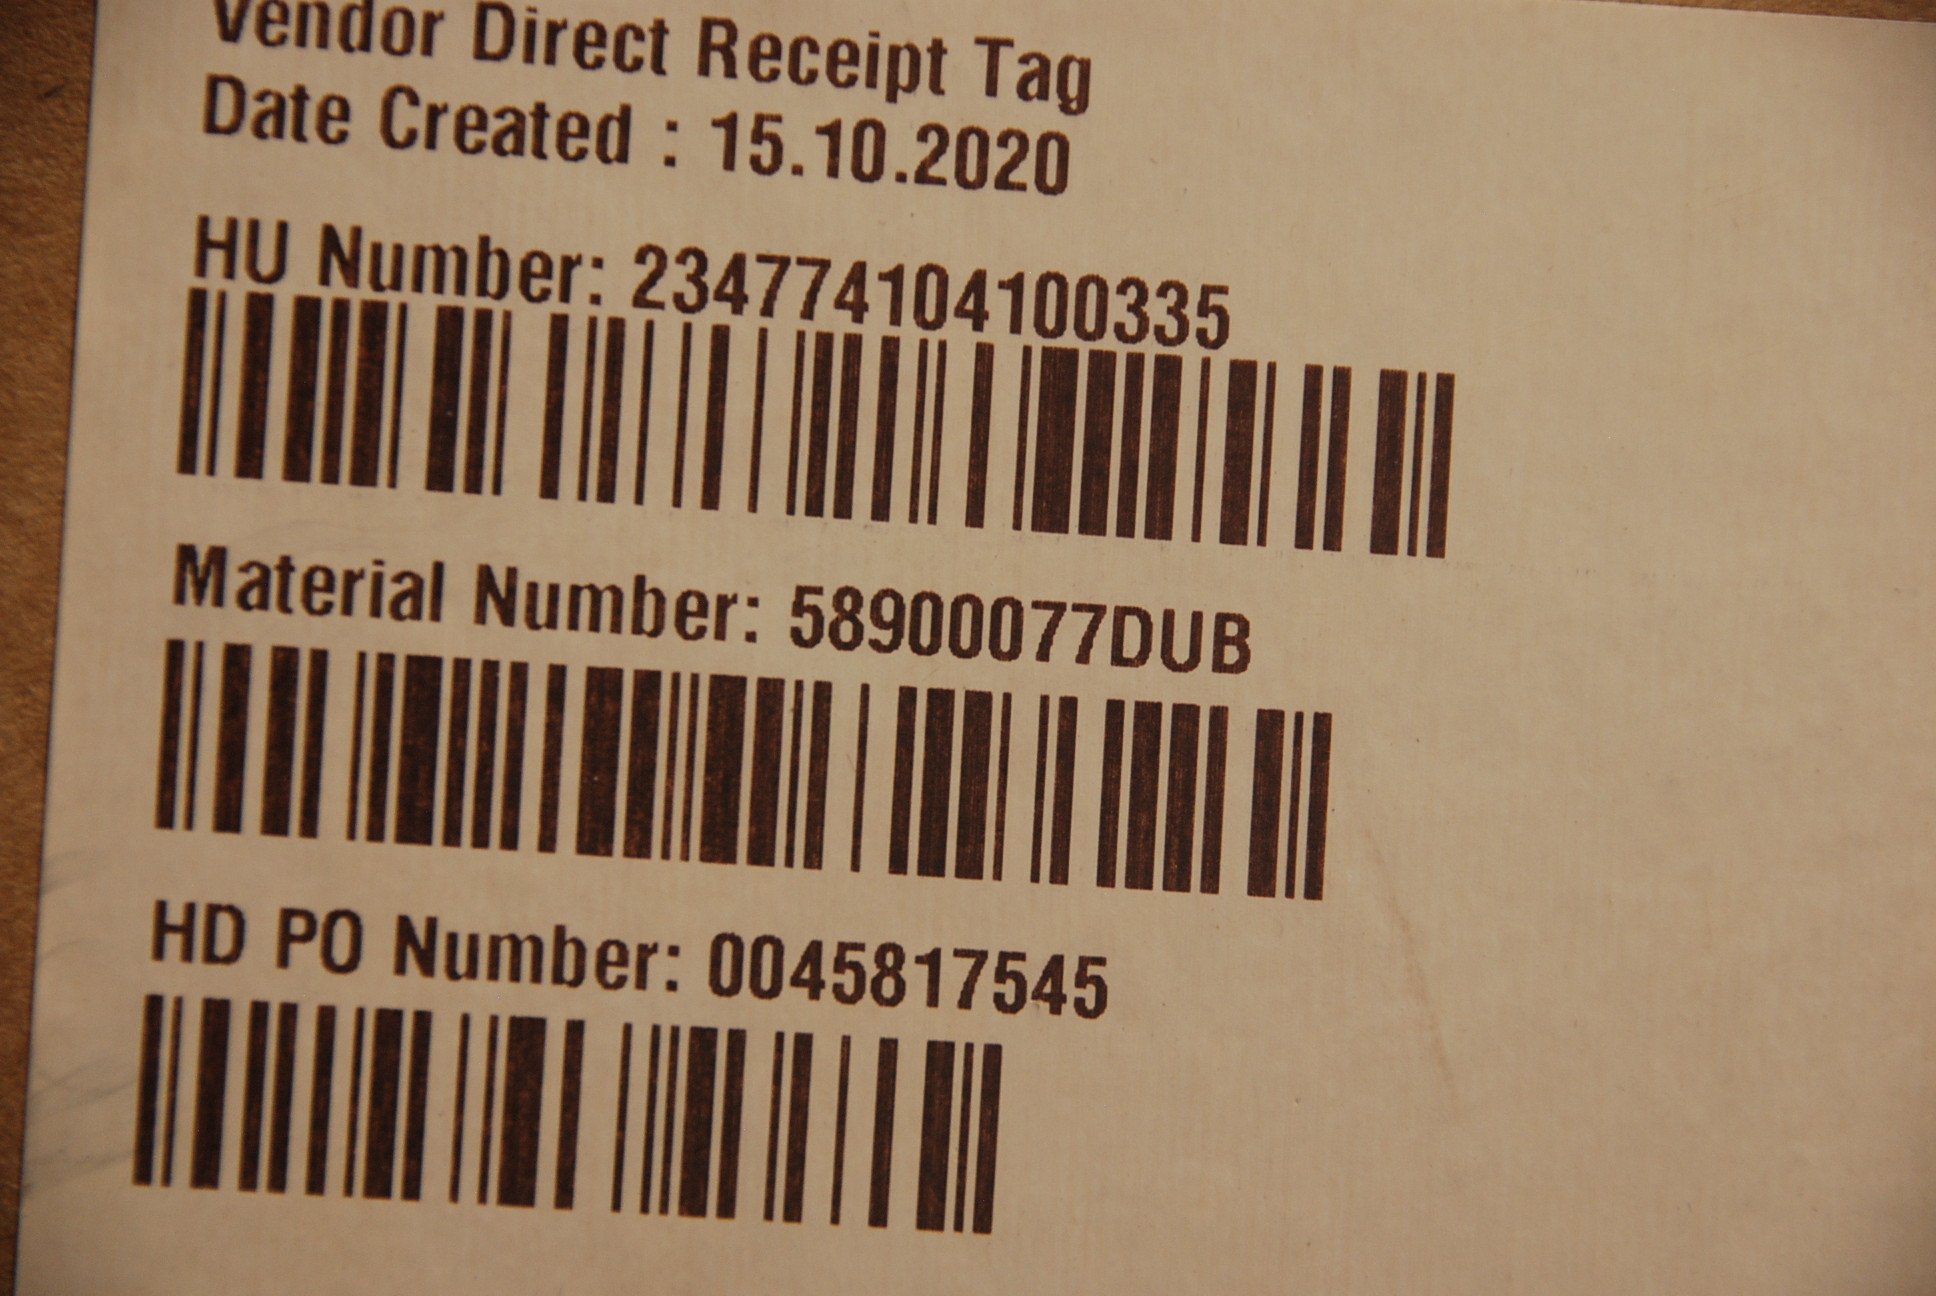 Vendor Direct Receipt Tag
Date Created : 15.10.2020
HU Number: 234774104100335
Material Number: 58900077DUB
HD PO Number: 0045817545